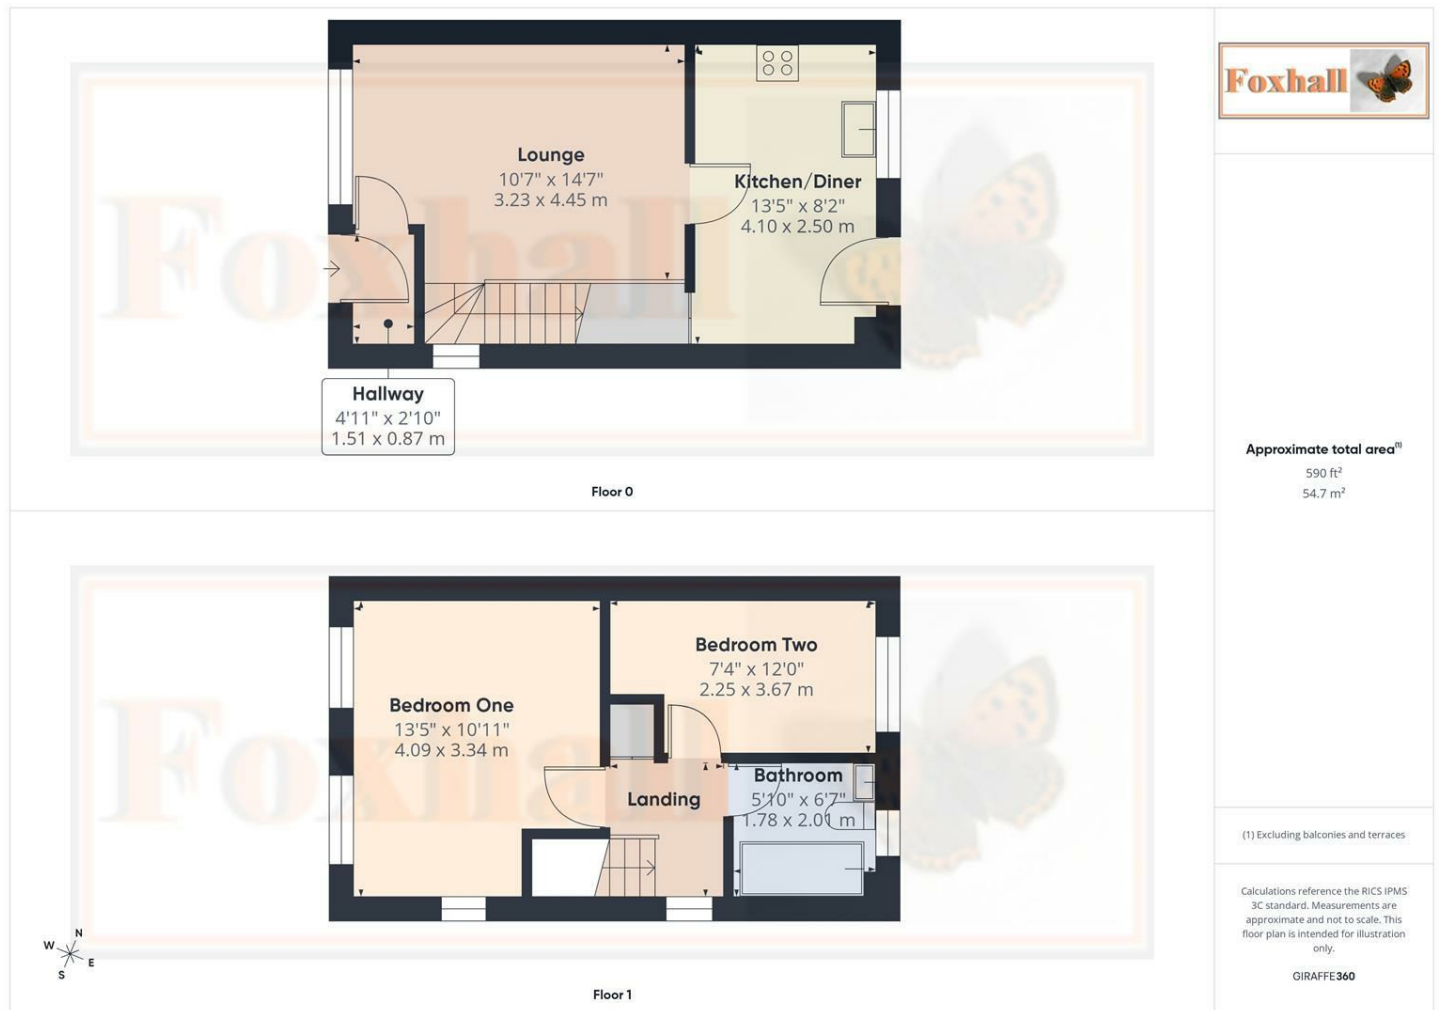 Foxhall
Lounge
10'7" x 14'7"
3.23 x 4.45 m
Kitchen/Diner
13'5" x 8'2"
4.10 x 2.50 m
Hallway
4'11" x 2'10"
1.51 x 0.87 m
Floor 0
Foxhall
Bedroom One
13'5" x 10'11"
4.09 x 3.34 m
Bedroom Two
7'4" x 12'0"
2.25 x 3.67 m
Landing
Bathroom
5'10" x 6'7"
1.78 x 2.01 m
N
W
E
S
Floor 1
Foxhall
Approximate total area(1)
590 ft²
54.7 m²
(1) Excluding balconies and terraces
Calculations reference the RICS IPMS
3C standard. Measurements are
approximate and not to scale. This
floor plan is intended for illustration
only.
GIRAFFE360